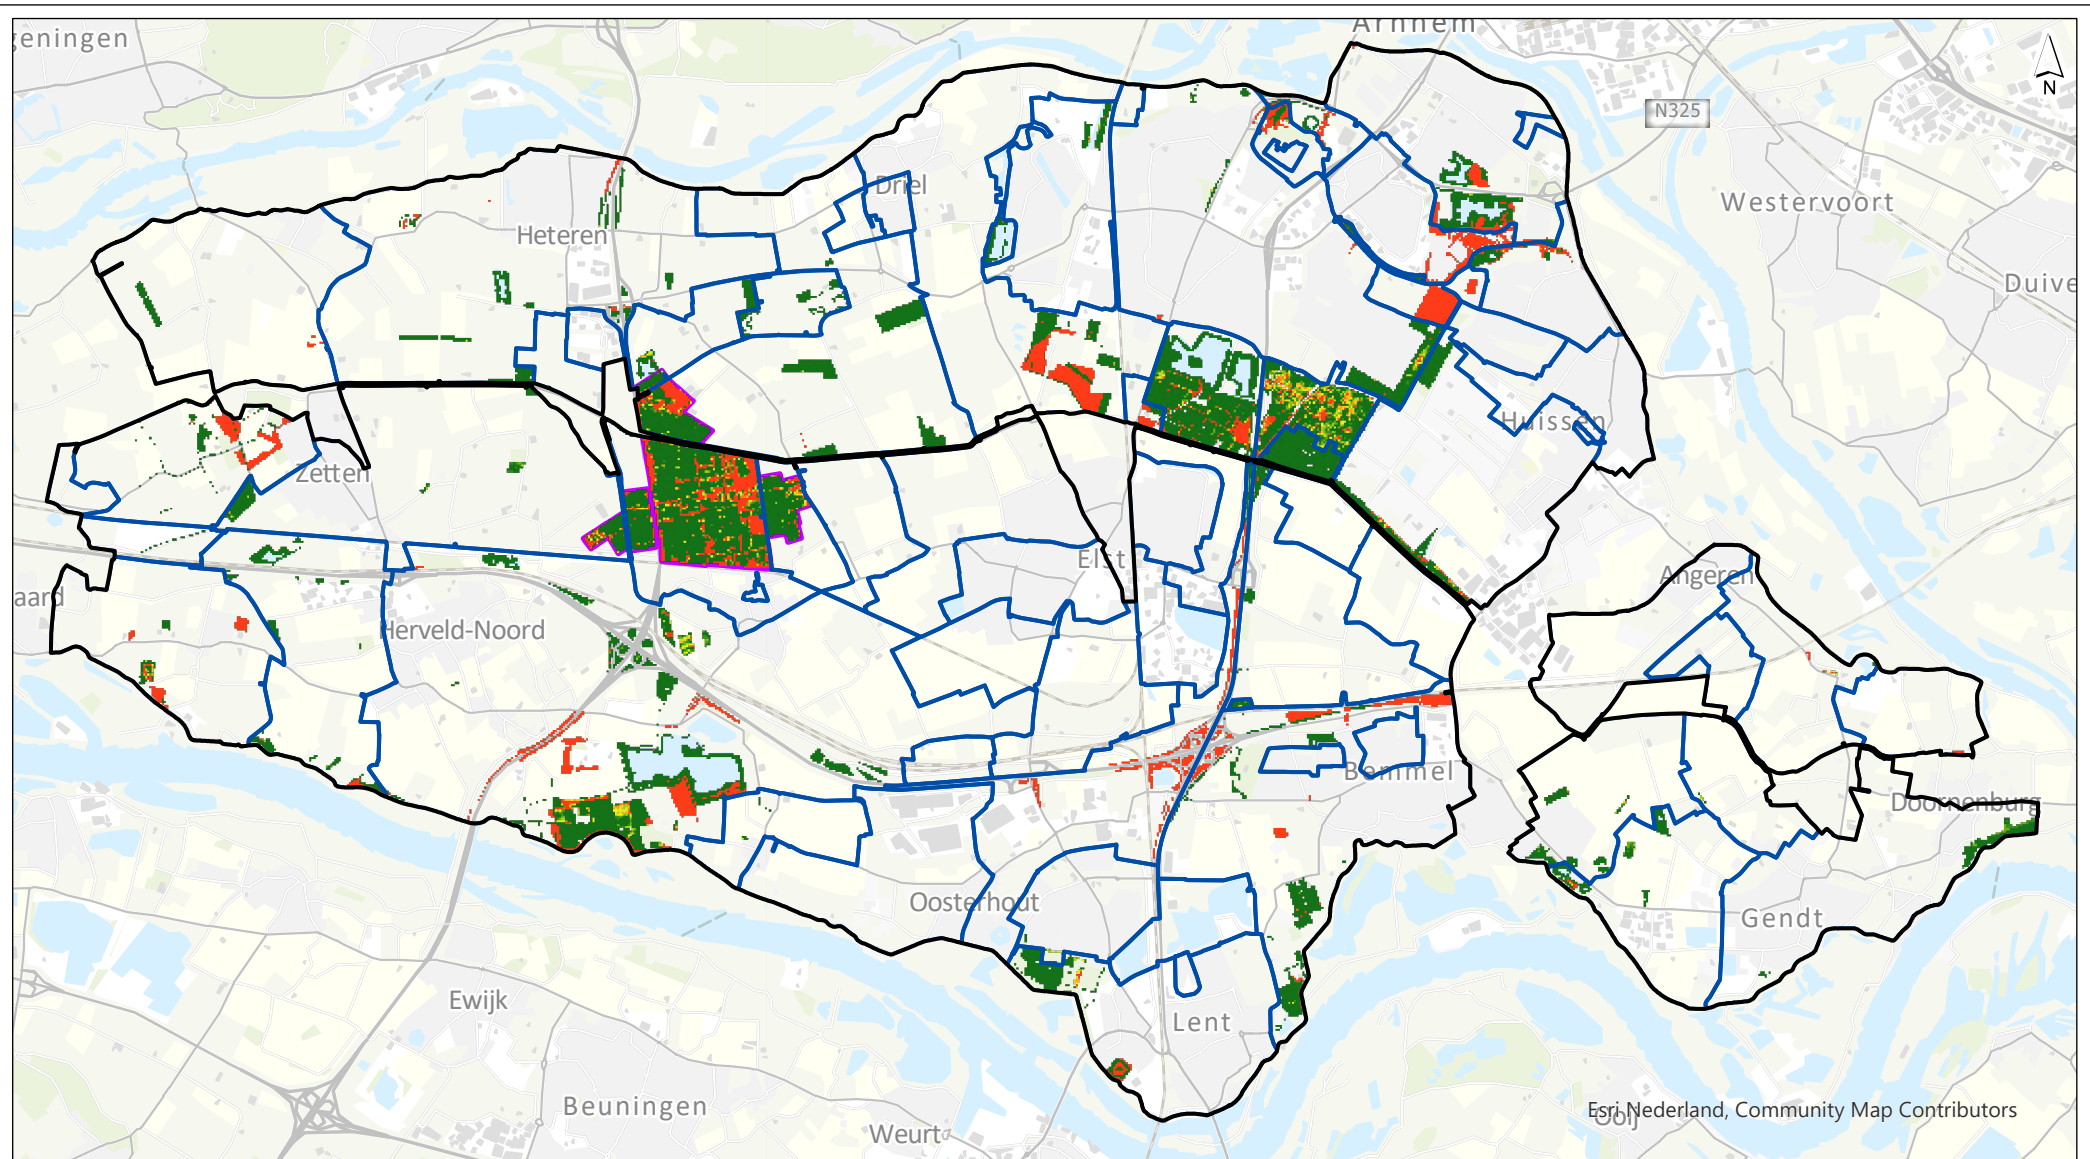 Arnhem
geningen
N
N325
Driel
Westervoort
Heteren
Duive
Huissen
Zetten
Elst
Angeren
aard
Herveld-Noord
Bemmel
Doornenburg
Oosterhout
Gendt
Ewijk
Lent
Beuningen
Esri Nederland, Community Map Contributors
Ooij
Weurt